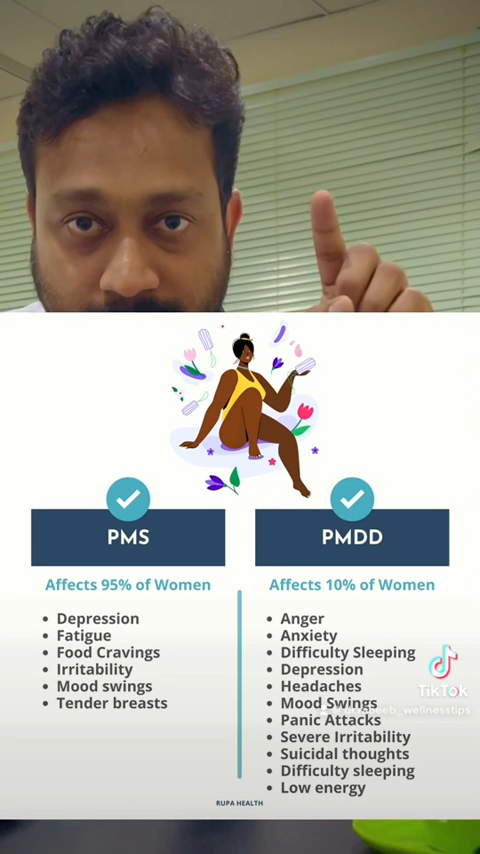 PMS
Affects 95% of Women
• Depression
• Fatigue
• Food Cravings
• Irritability
• Mood swings
• Tender breasts
PMDD
Affects 10% of Women
• Anger
• Anxiety
• Difficulty Sleeping
• Depression
• Headaches
• Mood Swings
• Panic Attacks
• Severe Irritability
• Suicidal thoughts
• Difficulty sleeping
• Low energy
TikTok
RUPA HEALTH